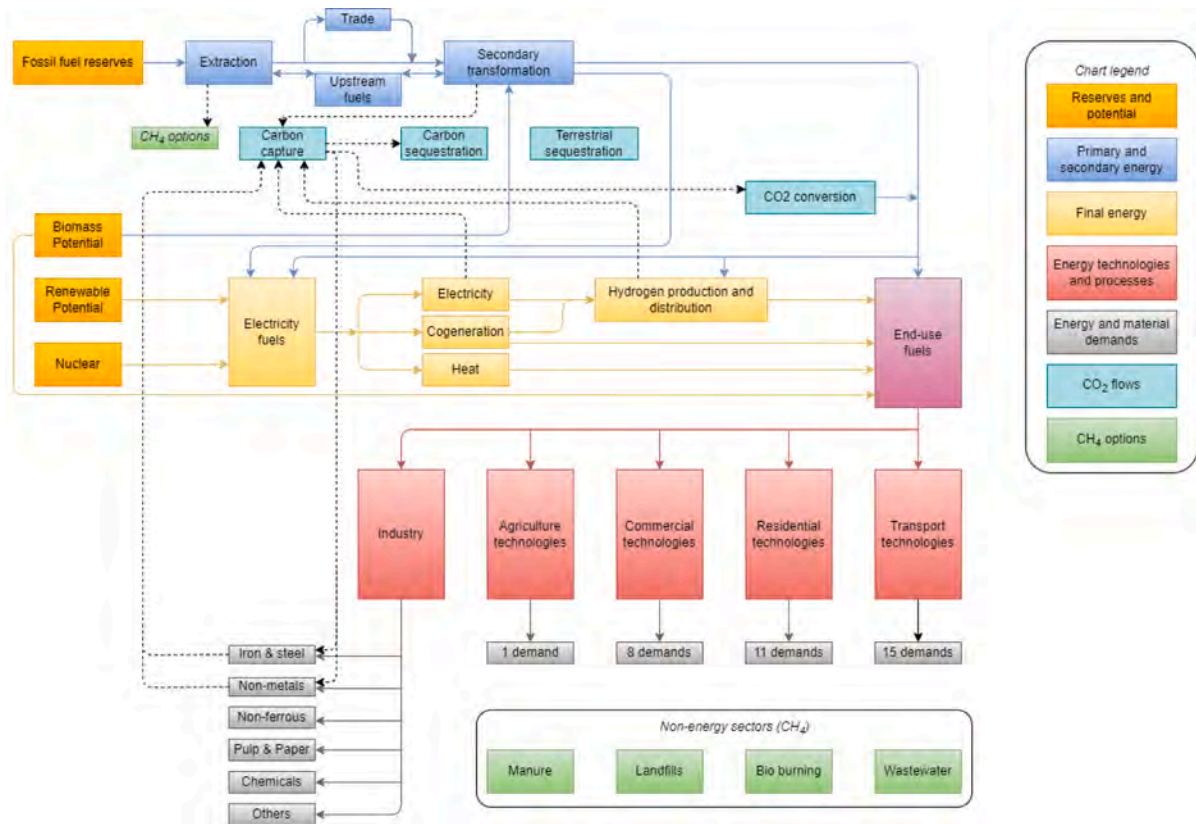 Trade
Fossil fuel reserves
Extraction
Secondary
transformation
Upstream
fuels
CH4 options
Carbon
capture
Carbon
sequestration
Terrestrial
sequestration
CO2 conversion
Biomass
Potential
Renewable
Potential
Nuclear
Electricity
fuels
Electricity
Cogeneration
Heat
Hydrogen production and
distribution
End-use
fuels
Industry
Agriculture
technologies
Commercial
technologies
Residential
technologies
Transport
technologies
1 demand
8 demands
11 demands
15 demands
Iron & steel
Non-metals
Non-ferrous
Pulp & Paper
Chemicals
Others
Non-energy sectors (CH4)
Manure
Landfills
Bio burning
Wastewater
Chart legend
Reserves and
potential
Primary and
secondary energy
Final energy
Energy technologies
and processes
Energy and material
demands
CO2 flows
CH4 options